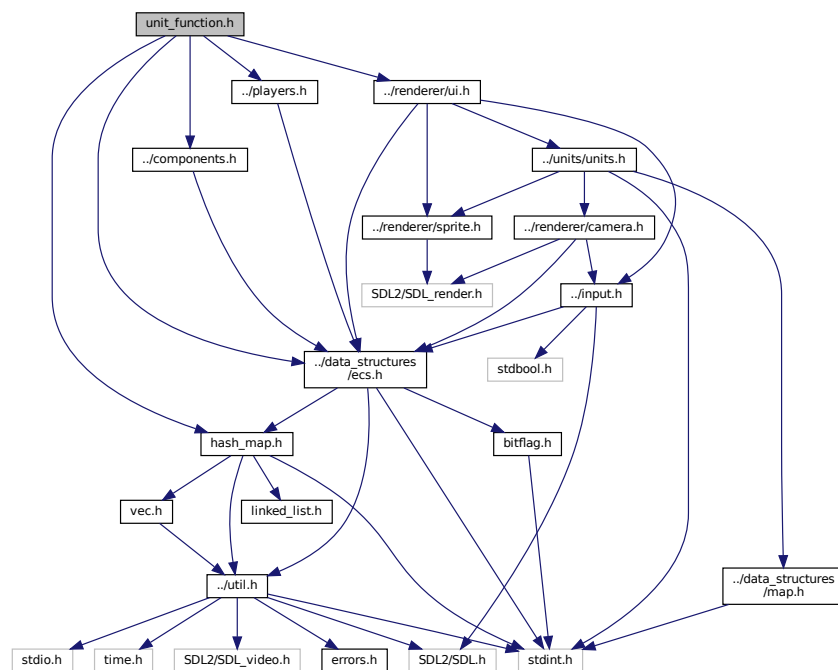 unit_function.h
../players.h
../renderer/ui.h
../components.h
../units/units.h
../renderer/sprite.h
../renderer/camera.h
SDL2/SDL_render.h
../input.h
../data_structures
/ecs.h
stdbool.h
hash_map.h
bitflag.h
vec.h
linked_list.h
../util.h
../data_structures
/map.h
stdio.h
time.h
SDL2/SDL_video.h
errors.h
SDL2/SDL.h
stdint.h